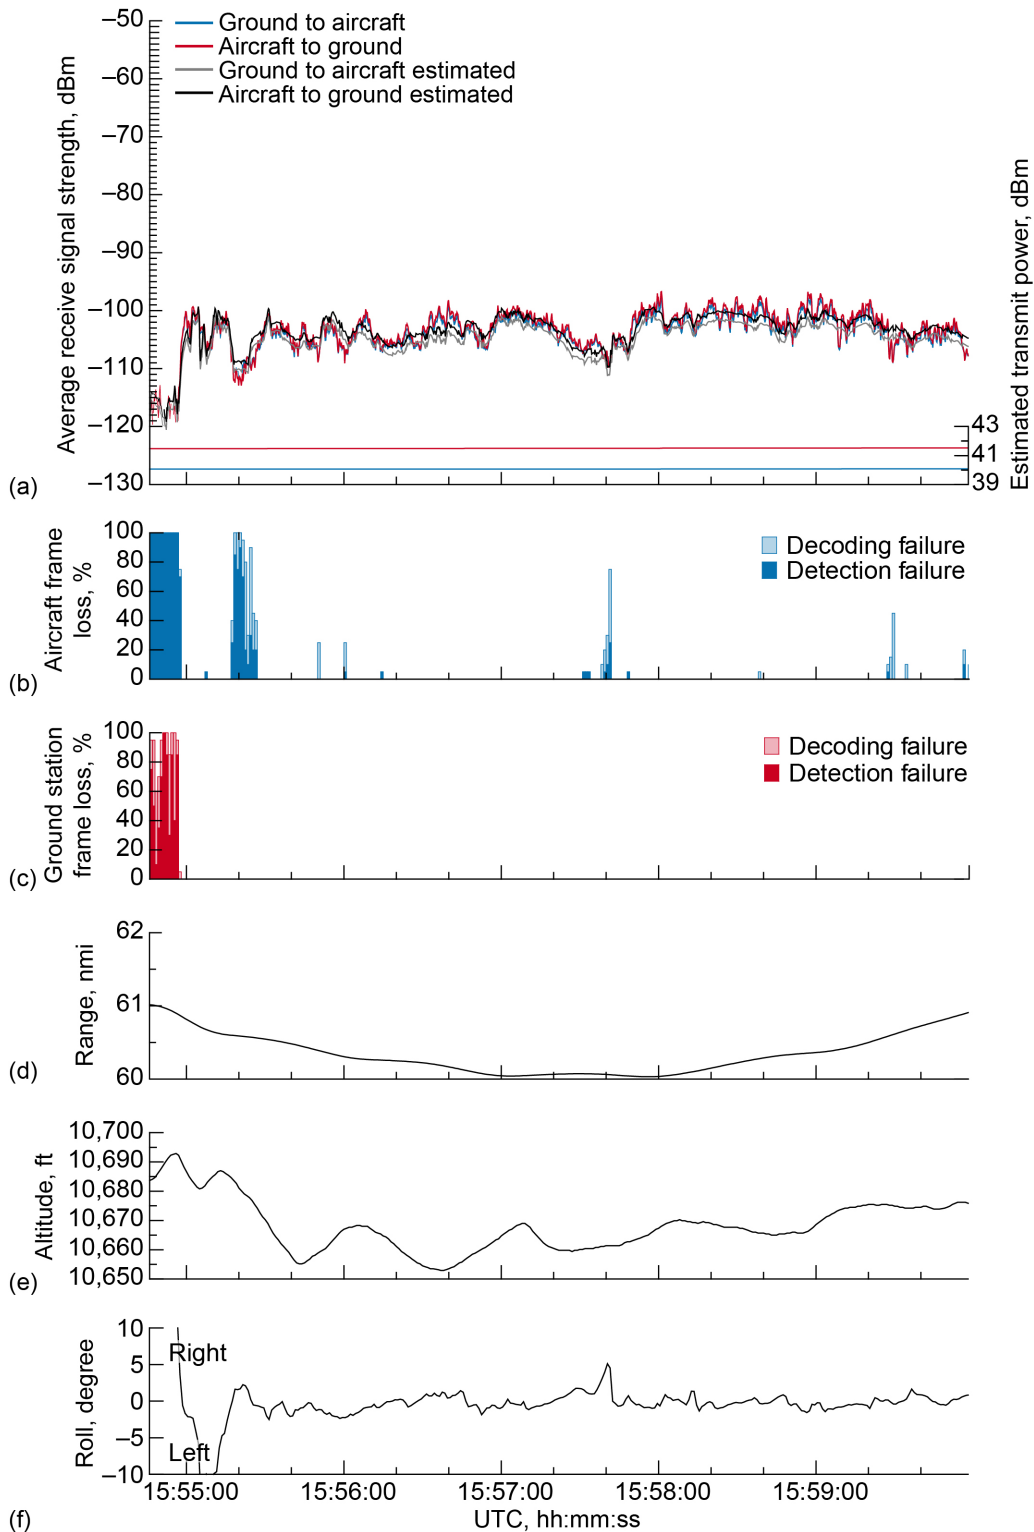 –50
–60
–70
–80
–90
–100
–110
–120
–130
Average receive signal strength, dBm
Ground to aircraft
Aircraft to ground
Ground to aircraft estimated
Aircraft to ground estimated
43
41
39
Estimated transmit power, dBm
(a)
100
80
60
40
20
0
Aircraft frame
loss, %
Decoding failure
Detection failure
(b)
100
80
60
40
20
0
Ground station
frame loss, %
Decoding failure
Detection failure
(c)
62
61
60
Range, nmi
(d)
10,700
10,690
10,680
10,670
10,660
10,650
Altitude, ft
(e)
10
5
0
–5
–10
Roll, degree
Right
Left
15:55:00 15:56:00 15:57:00 15:58:00 15:59:00
UTC, hh:mm:ss
(f)